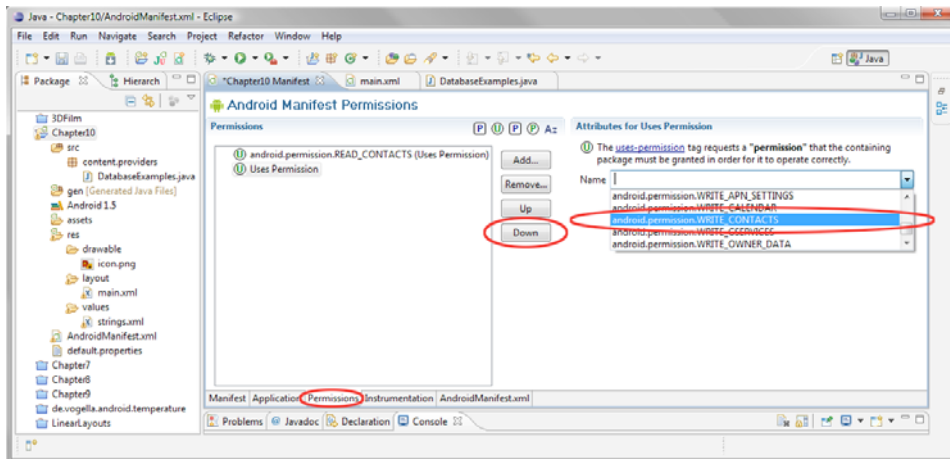 Java - Chapter10/AndroidManifest.xml - Eclipse
File Edit Run Navigate Search Project Refactor Window Help
Java
Package Hierarch
*Chapter10 Manifest main.xml DatabaseExamples.java
3DFilm
Chapter10
src
content.providers
DatabaseExamples.java
gen [Generated Java Files]
Android 1.5
assets
res
drawable
icon.png
layout
main.xml
values
strings.xml
AndroidManifest.xml
default.properties
Chapter7
Chapter8
Chapter9
de.vogella.android.temperature
LinearLayouts
Android Manifest Permissions
Permissions
P U P P Az
android.permission.READ_CONTACTS (Uses Permission)
Uses Permission
Add...
Remove...
Up
Down
Attributes for Uses Permission
The uses-permission tag requests a "permission" that the containing
package must be granted in order for it to operate correctly.
Name
android.permission.WRITE_APN_SETTINGS
android.permission.WRITE_CALENDAR
android.permission.WRITE_CONTACTS
android.permission.WRITE_GSERVICES
android.permission.WRITE_OWNER_DATA
Manifest Application Permissions Instrumentation AndroidManifest.xml
Problems Javadoc Declaration Console